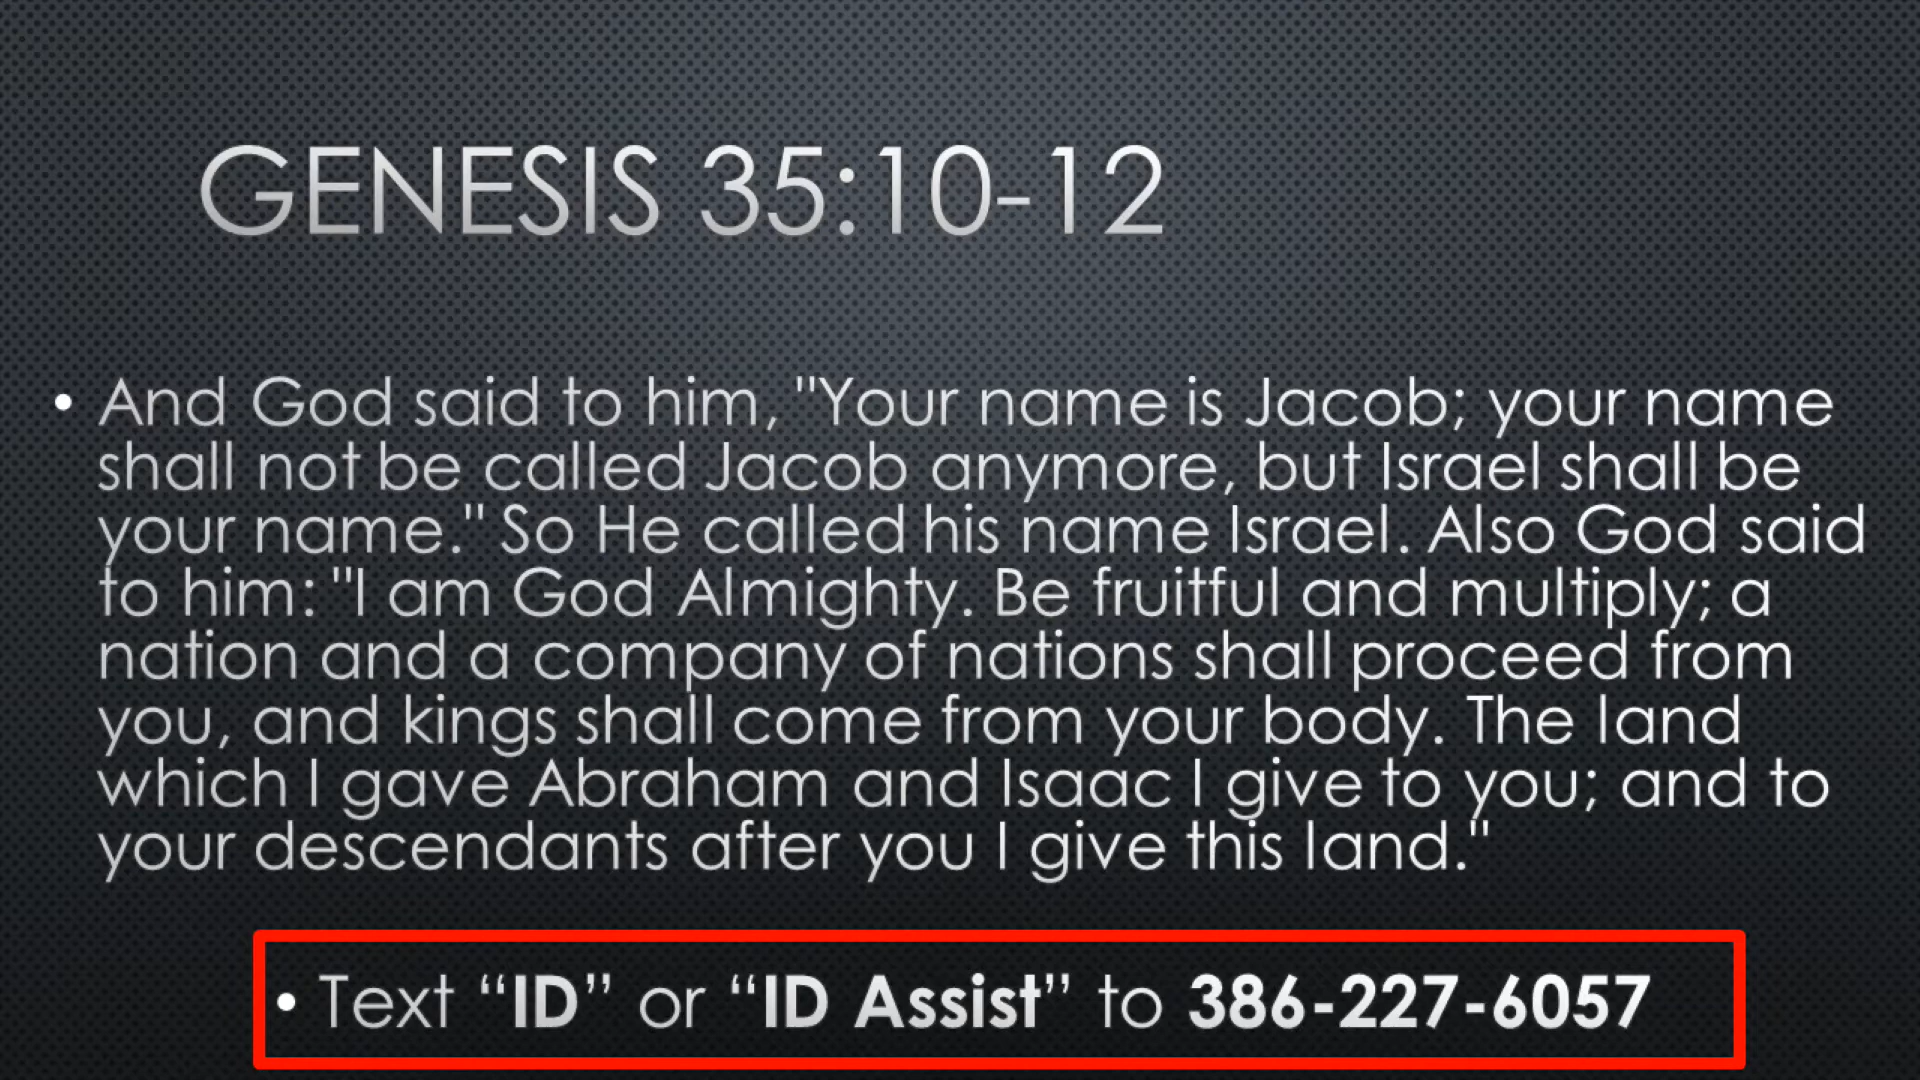 GENESIS 35:10-12
• And God said to him, "Your name is Jacob; your name
shall not be called Jacob anymore, but Israel shall be
your name." So He called his name Israel. Also God said
to him: "I am God Almighty. Be fruitful and multiply; a
nation and a company of nations shall proceed from
you, and kings shall come from your body. The land
which I gave Abraham and Isaac I give to you; and to
your descendants after you I give this land."
• Text “ID” or “ID Assist” to 386-227-6057